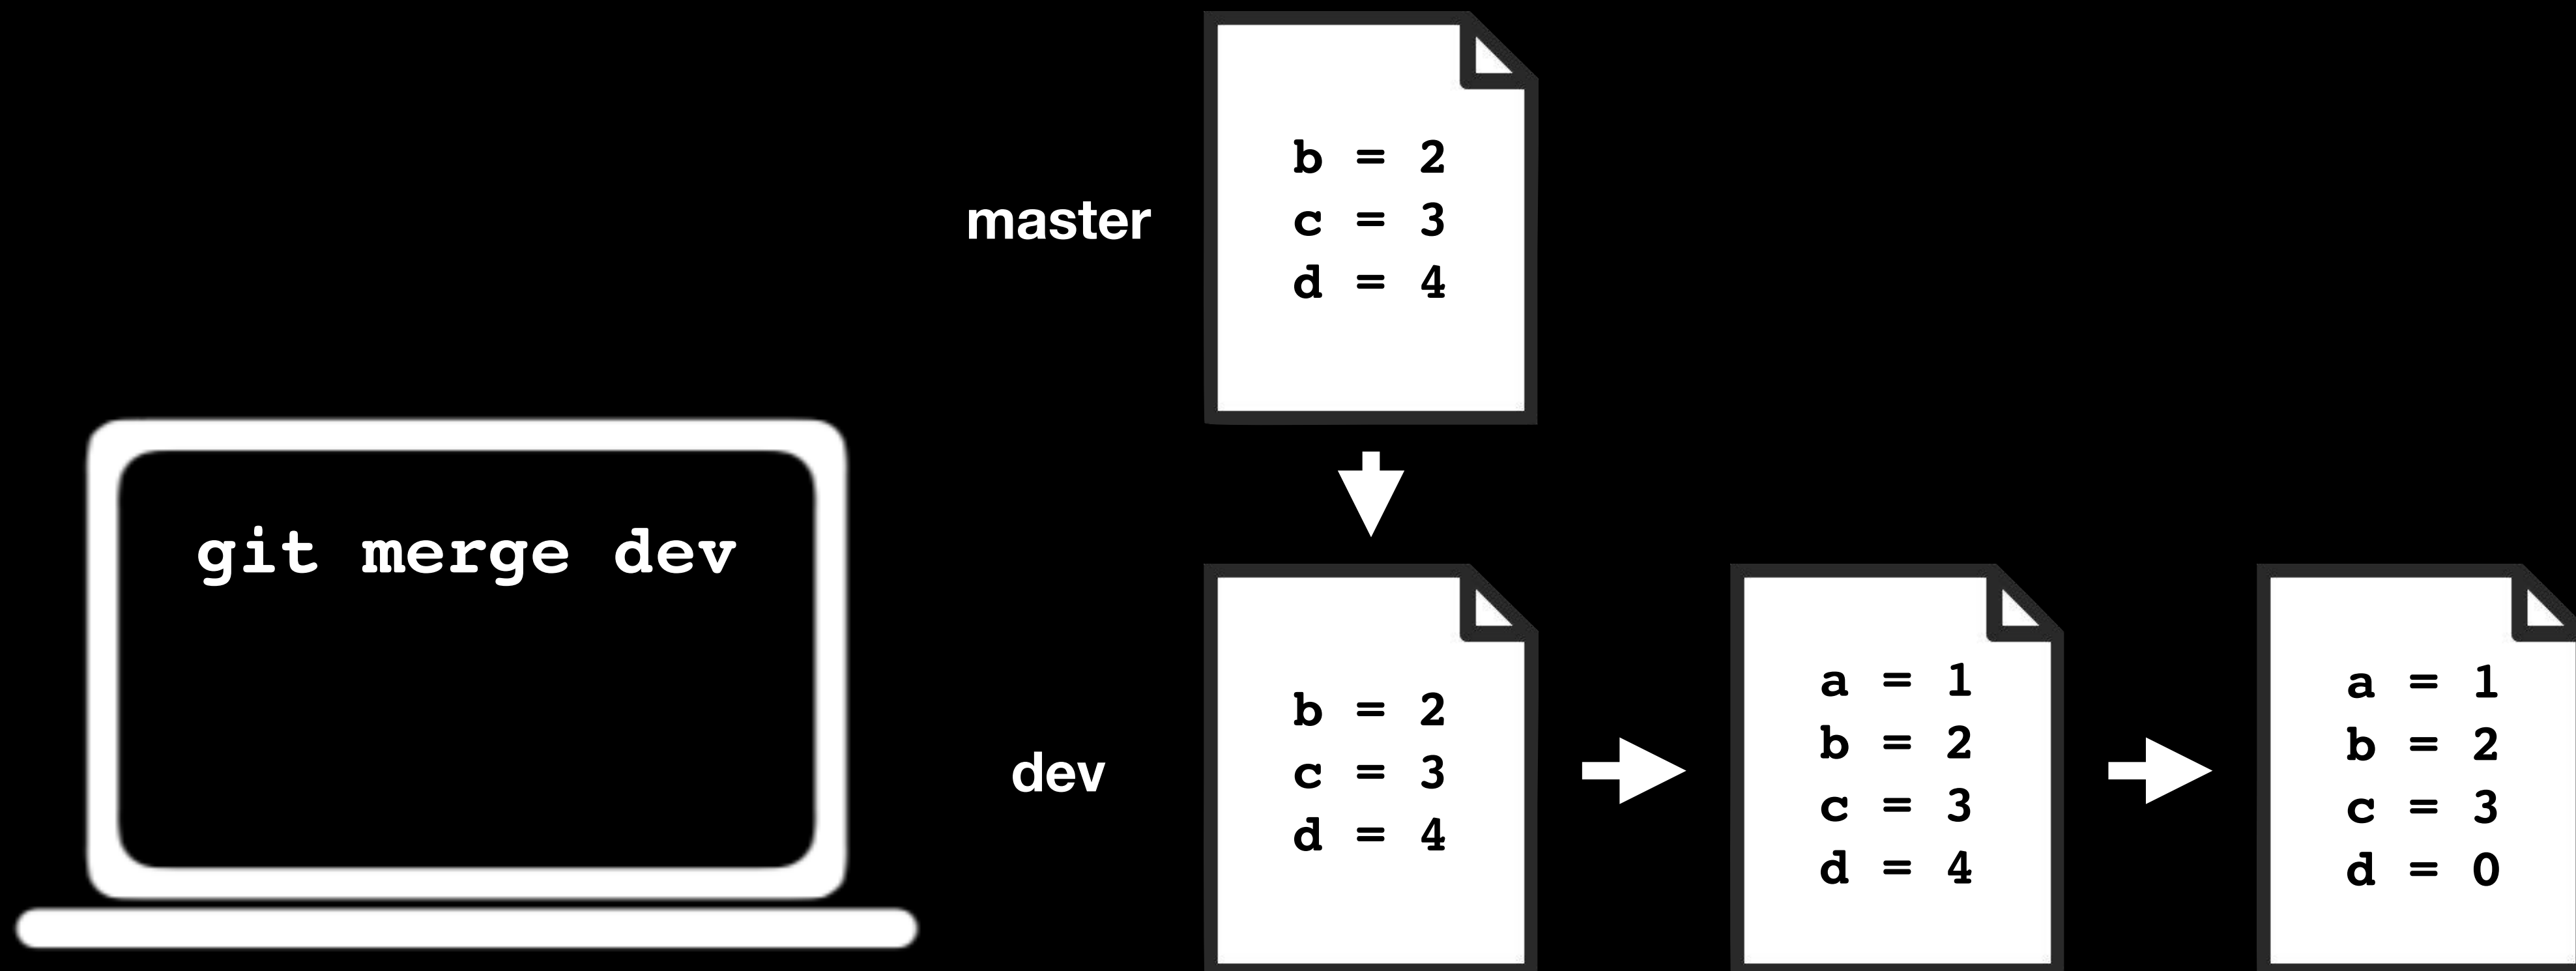 master
b = 2
c = 3
d = 4
git merge dev
dev
b = 2
c = 3
d = 4
a = 1
b = 2
c = 3
d = 4
a = 1
b = 2
c = 3
d = 0